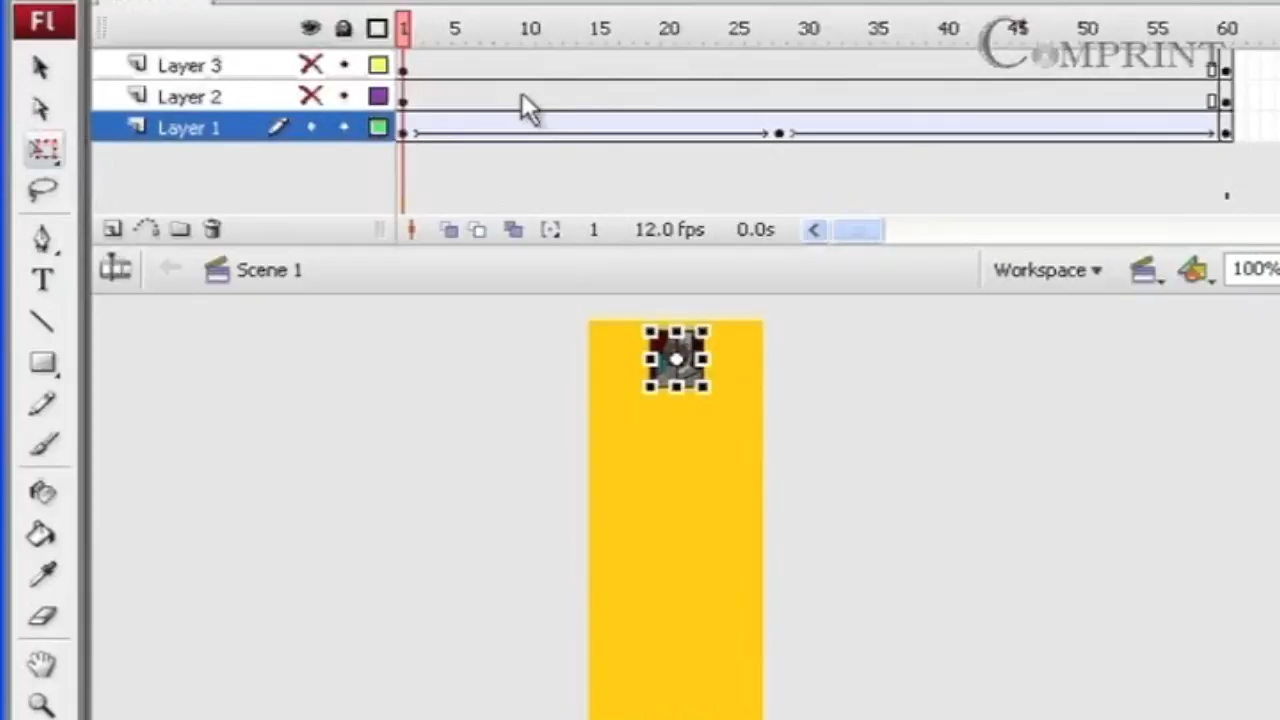 Fl
1 5 10 15 20 25 30 35 40 45 50 55 60
COMPRINT
Layer 3
Layer 2
Layer 1
1 12.0 fps 0.0s
Scene 1 Workspace 100%
T